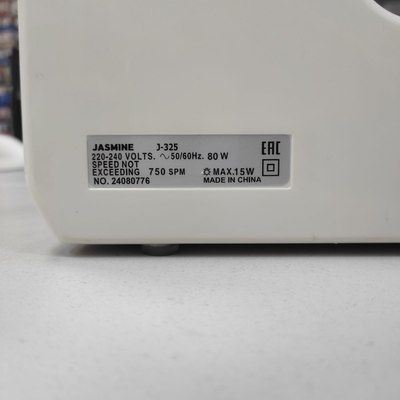 JASMINE J-325
220-240 VOLTS. ~ 50/60Hz. 80 W
SPEED NOT
EXCEEDING 750 SPM MAX.15W
NO. 24080776 MADE IN CHINA
EAC